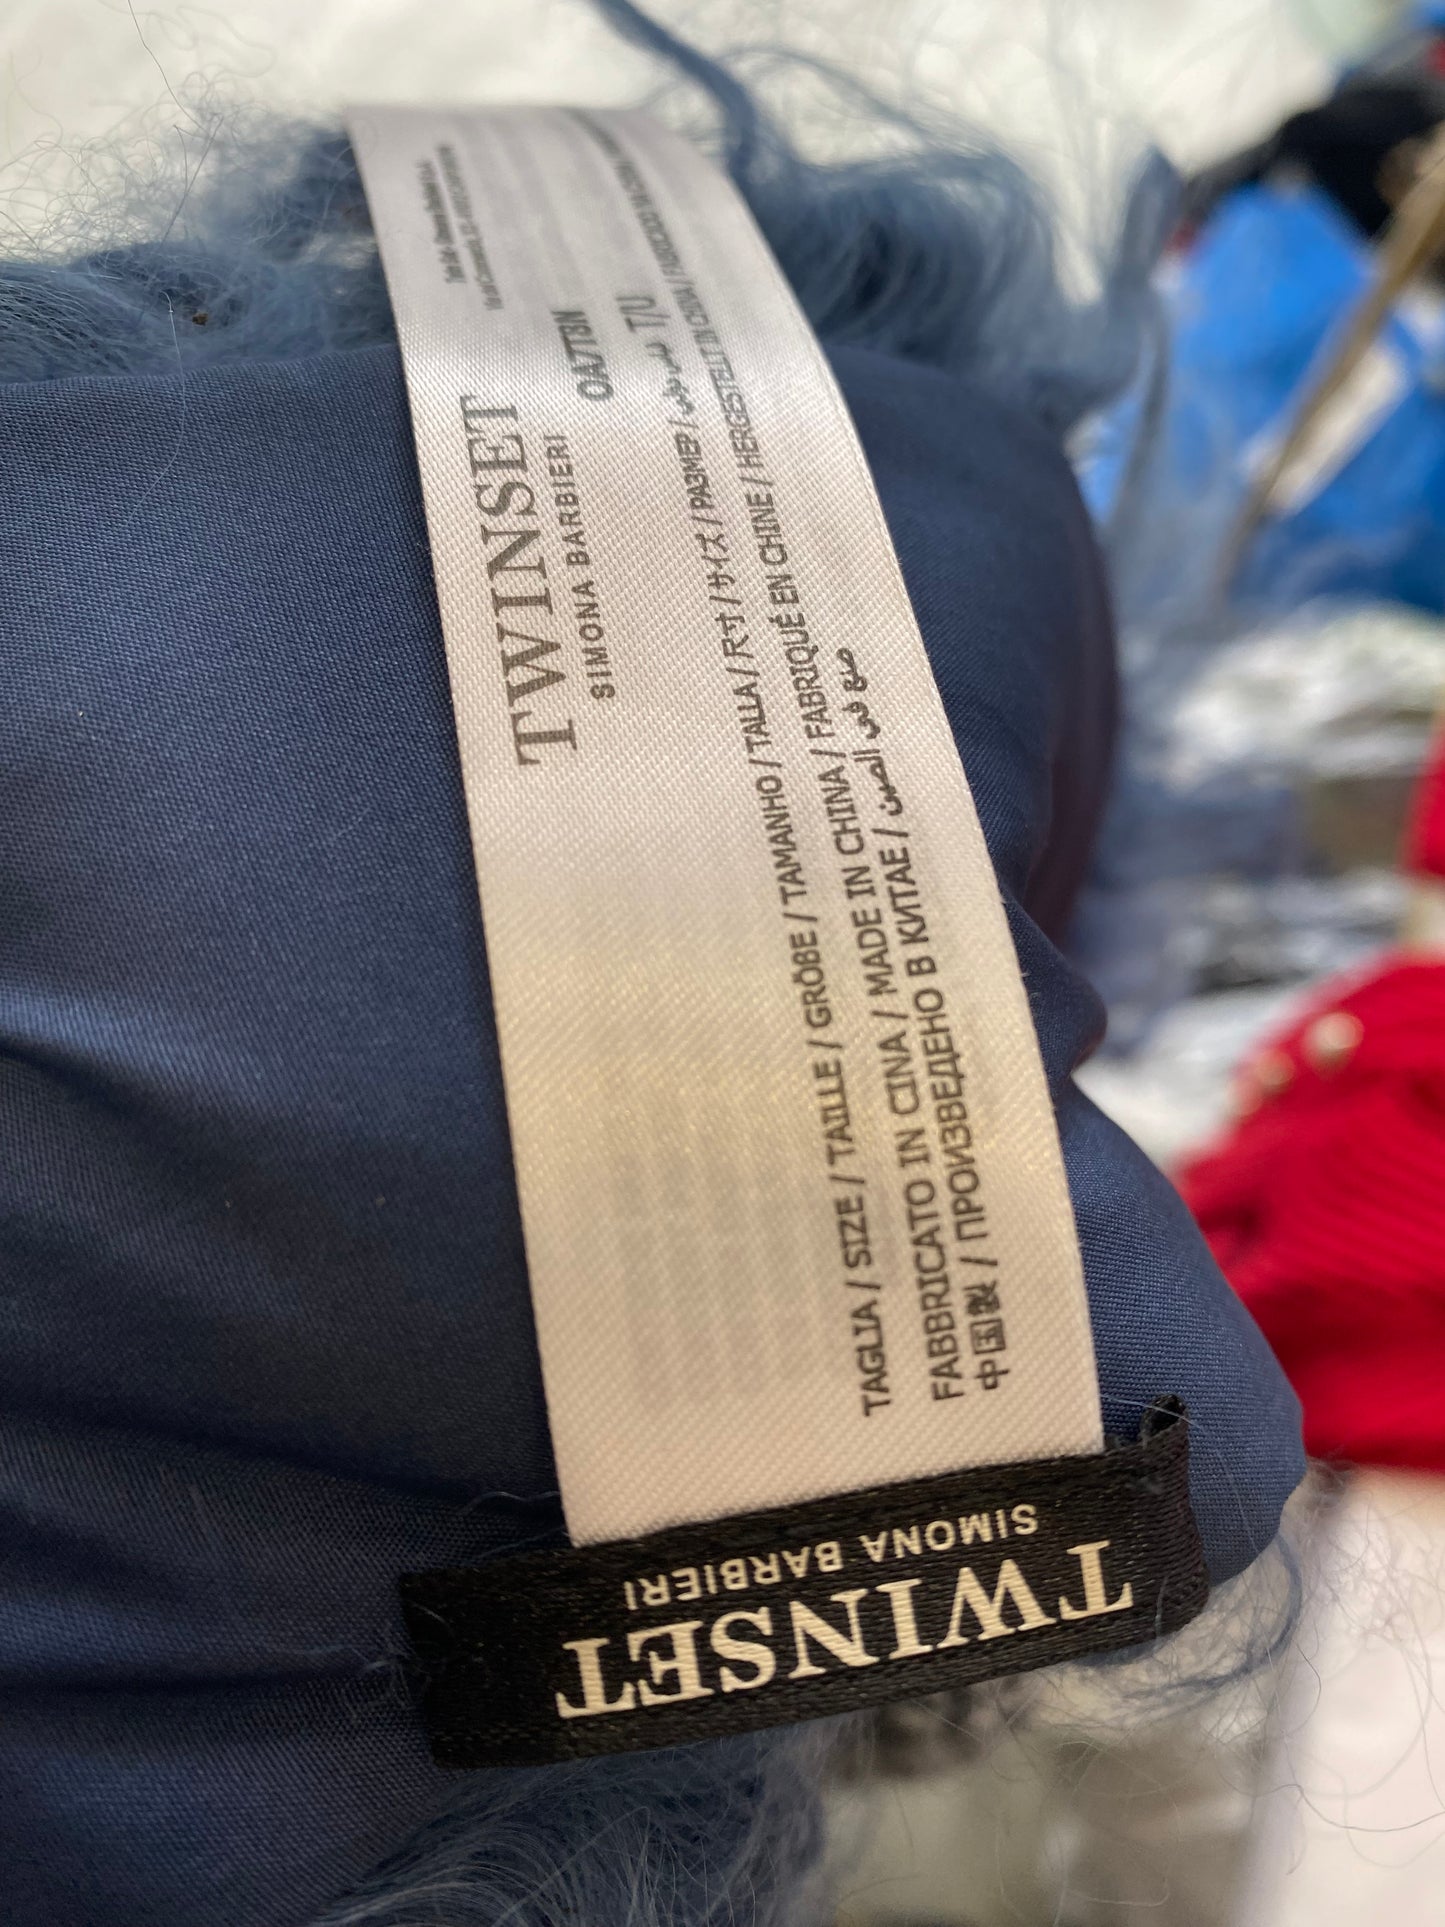 TWINSET
SIMONA BARBIERI
OA7T8N
TAGLIA / SIZE / TAILLE / GRÖBE / TAMANHO / TALLA / 尺寸 / サイズ / РАЗМЕР / T/U
FABBRICATO IN CINA / MADE IN CHINA / FABRIQUÉ EN CHINE / HERGESTELLT IN CHINA /
中国製 / ПРОИЗВЕДЕНО В КИТАЕ / صنع في الصين
TWINSET
SIMONA BARBIERI